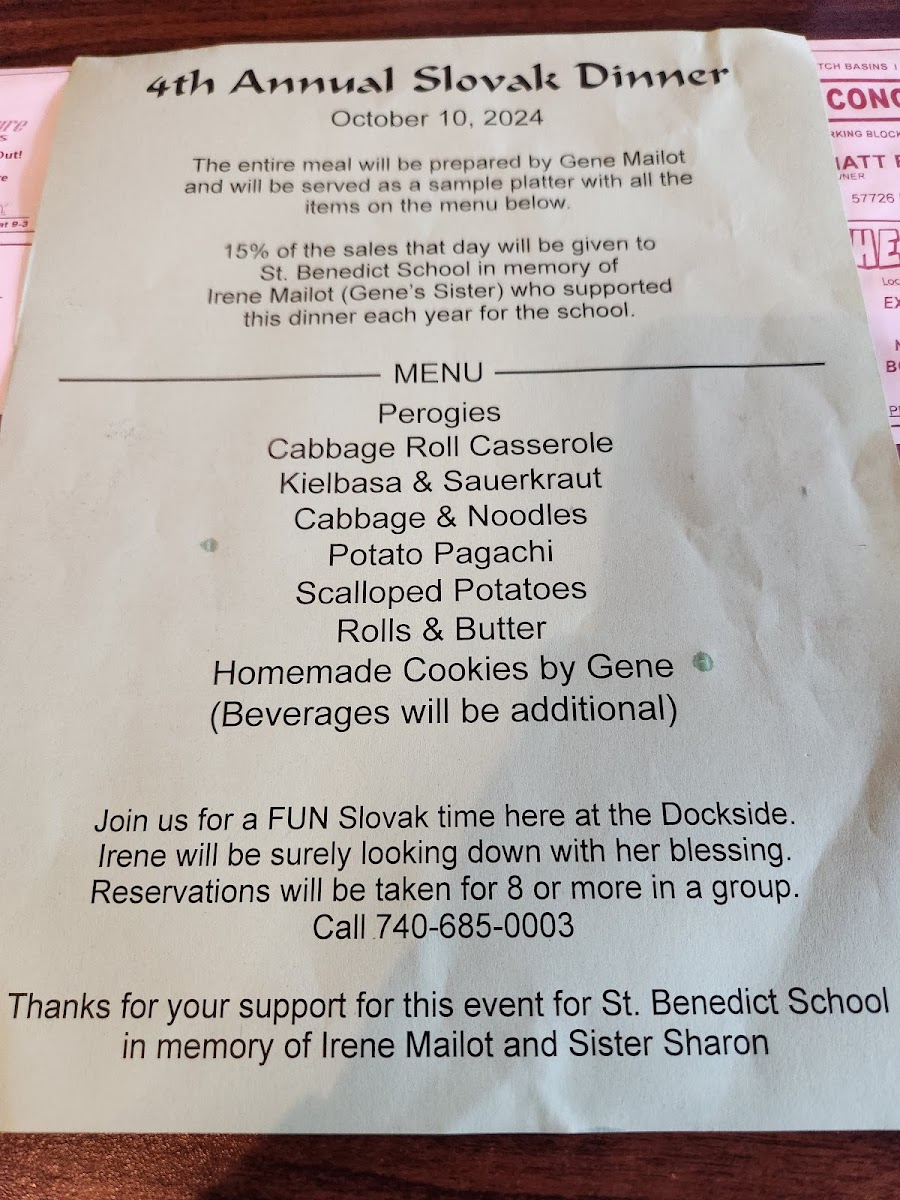 4th Annual Slovak Dinner
October 10, 2024
The entire meal will be prepared by Gene Mailot
and will be served as a sample platter with all the
items on the menu below.
15% of the sales that day will be given to
St. Benedict School in memory of
Irene Mailot (Gene's Sister) who supported
this dinner each year for the school.
MENU
Perogies
Cabbage Roll Casserole
Kielbasa & Sauerkraut
Cabbage & Noodles
Potato Pagachi
Scalloped Potatoes
Rolls & Butter
Homemade Cookies by Gene
(Beverages will be additional)
Join us for a FUN Slovak time here at the Dockside.
Irene will be surely looking down with her blessing.
Reservations will be taken for 8 or more in a group.
Call 740-685-0003
Thanks for your support for this event for St. Benedict School
in memory of Irene Mailot and Sister Sharon
TCH BASINS
CONC
RKING BLOCK
57726